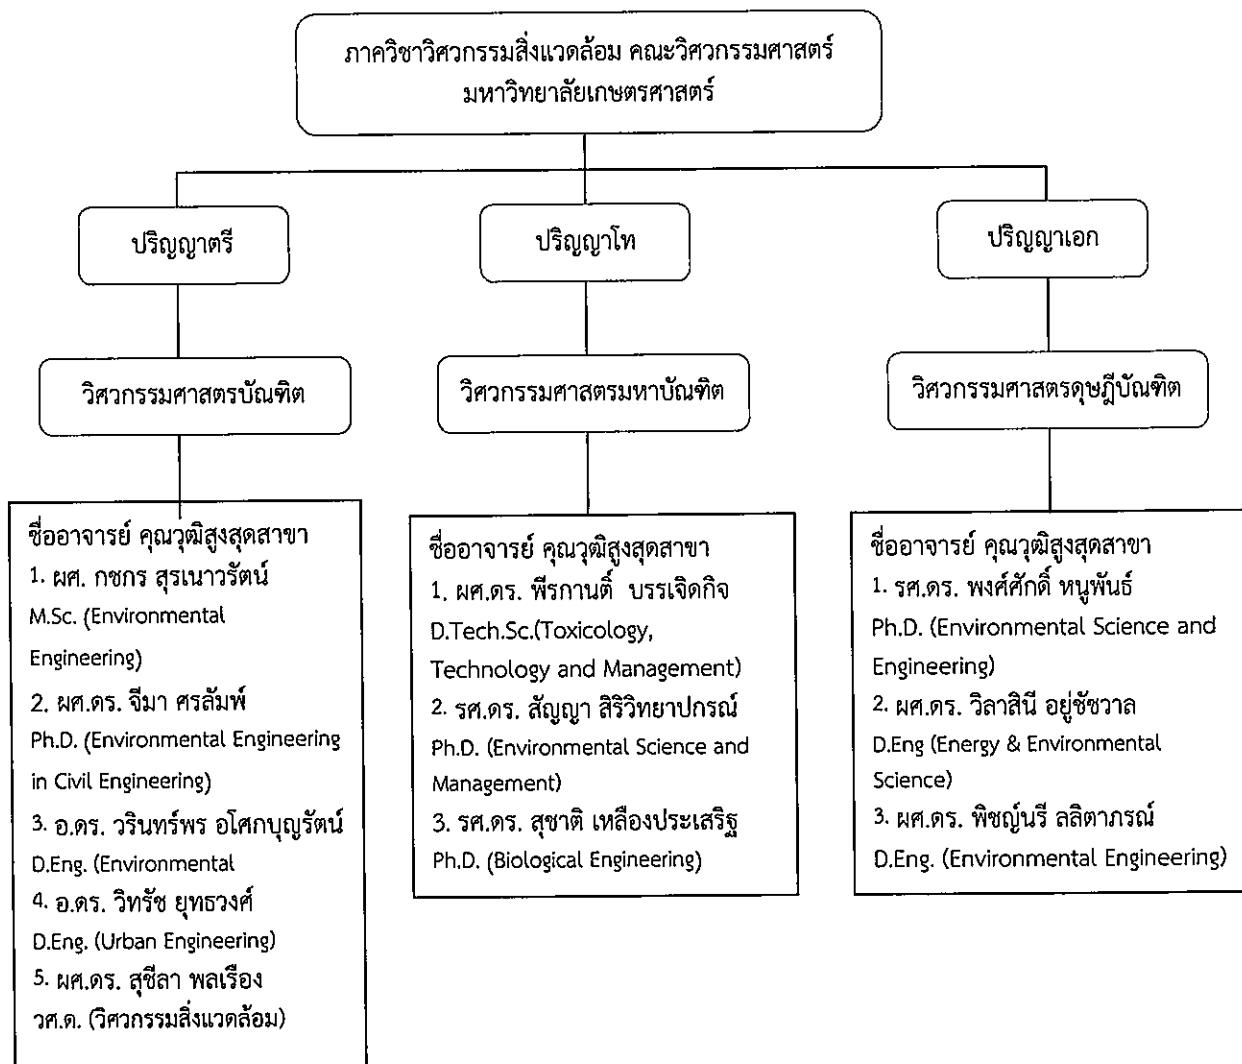 ภาควิชาวิศวกรรมสิ่งแวดล้อม คณะวิศวกรรมศาสตร์
มหาวิทยาลัยเกษตรศาสตร์
ปริญญาตรี
ปริญญาโท
ปริญญาเอก
วิศวกรรมศาสตรบัณฑิต
วิศวกรรมศาสตรมหาบัณฑิต
วิศวกรรมศาสตรดุษฎีบัณฑิต
ชื่ออาจารย์ คุณวุฒิสูงสุดสาขา
1. ผศ. กชกร สุรเนาวรัตน์
M.Sc. (Environmental
Engineering)
2. ผศ.ดร. จีมา ศรลัมพ์
Ph.D. (Environmental Engineering
in Civil Engineering)
3. อ.ดร. วรินทร์พร อโศกบุญรัตน์
D.Eng. (Environmental
4. อ.ดร. วิทรัช ยุทธวงศ์
D.Eng. (Urban Engineering)
5. ผศ.ดร. สุชีลา พลเรือง
วศ.ด. (วิศวกรรมสิ่งแวดล้อม)
ชื่ออาจารย์ คุณวุฒิสูงสุดสาขา
1. ผศ.ดร. พีรกานติ์ บรรเจิดกิจ
D.Tech.Sc.(Toxicology,
Technology and Management)
2. รศ.ดร. สัญญา สิริวิทยาปกรณ์
Ph.D. (Environmental Science and
Management)
3. รศ.ดร. สุชาติ เหลืองประเสริฐ
Ph.D. (Biological Engineering)
ชื่ออาจารย์ คุณวุฒิสูงสุดสาขา
1. รศ.ดร. พงศ์ศักดิ์ หนูพันธ์
Ph.D. (Environmental Science and
Engineering)
2. ผศ.ดร. วิลาสินี อยู่ชัชวาล
D.Eng (Energy & Environmental
Science)
3. ผศ.ดร. พิชญ์นรี ลลิตาภรณ์
D.Eng. (Environmental Engineering)